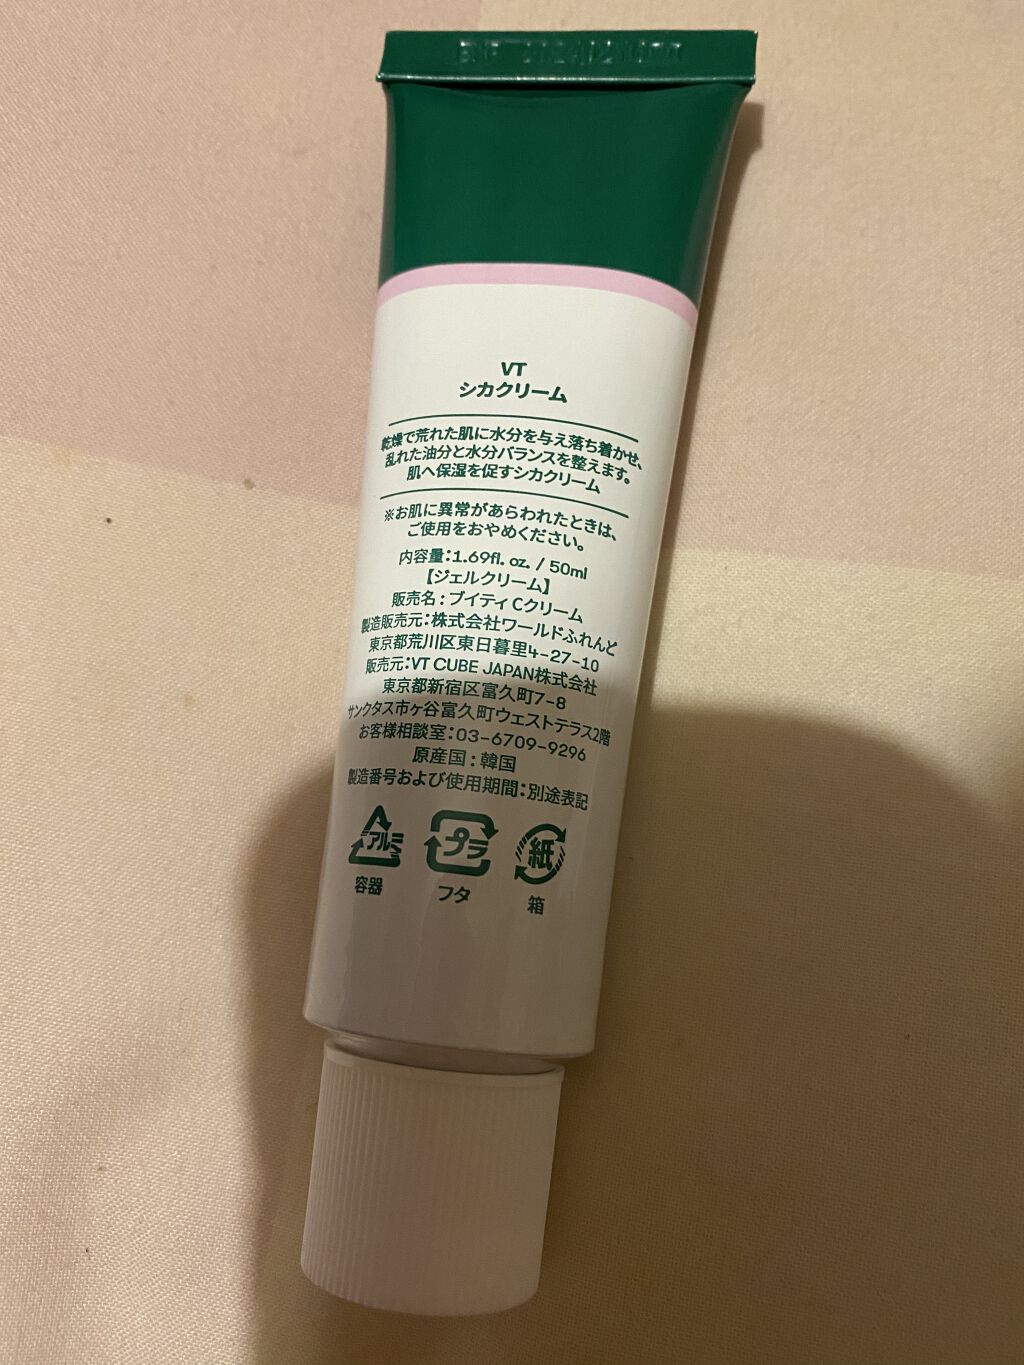 VT
シカクリーム
乾燥で荒れた肌に水分を与え落ち着かせ、
乱れた油分と水分バランスを整えます。
肌へ保湿を促すシカクリーム
※お肌に異常があらわれたときは、
ご使用をおやめください。
内容量:1.69fl. oz. / 50ml
【ジェルクリーム】
販売名：ブイティCクリーム
製造販売元：株式会社ワールドふれんど
東京都荒川区東日暮里4-27-10
販売元:VT CUBE JAPAN株式会社
東京都新宿区富久町7-8
サンクタス市ヶ谷富久町ウェストテラス2階
お客様相談室：03-6709-9296
原産国：韓国
製造番号および使用期間：別途表記
アルミ プラ 紙
容器 フタ 箱